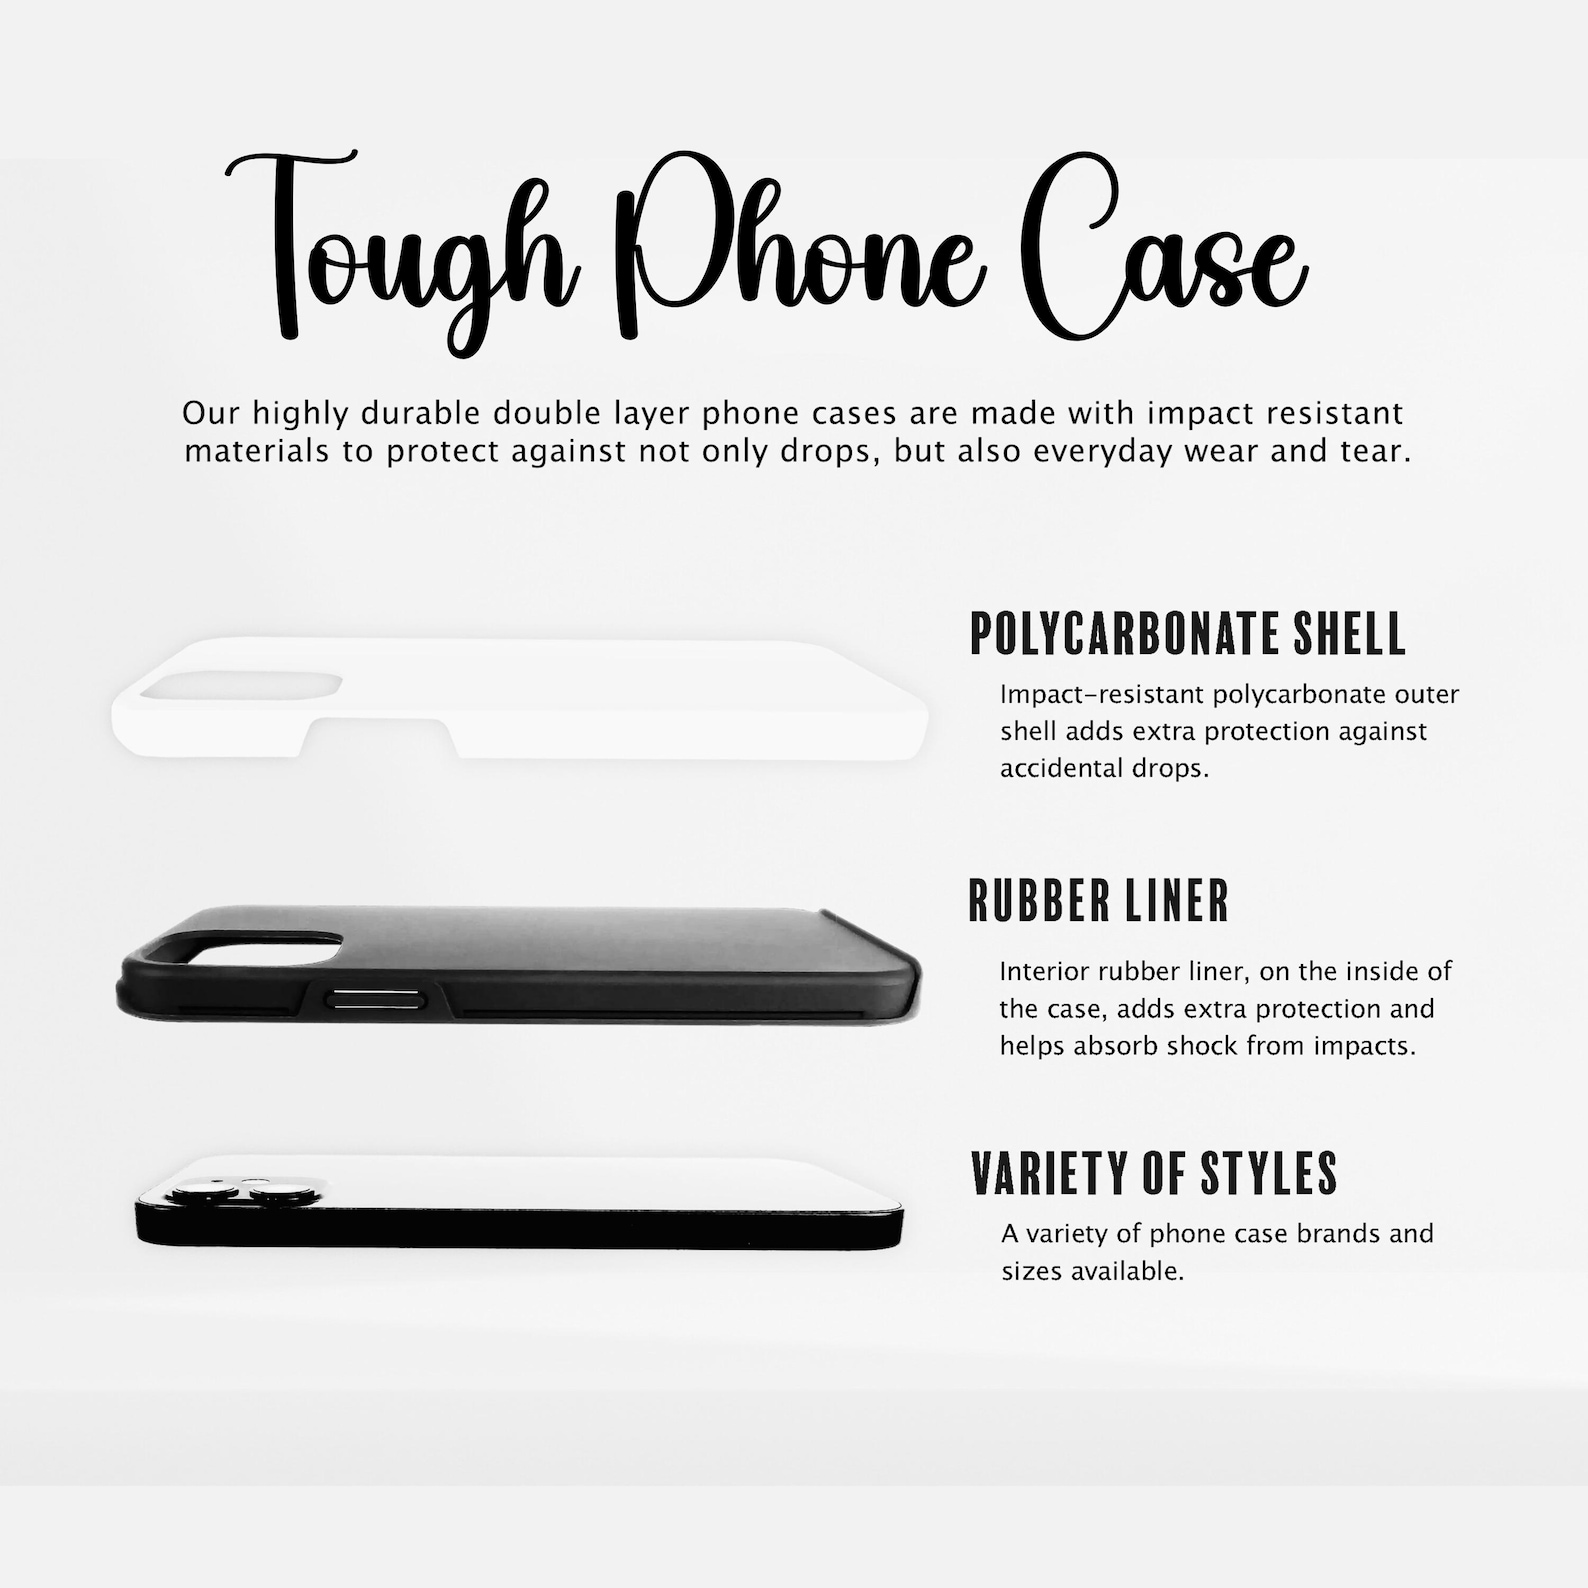 Tough Phone Case
Our highly durable double layer phone cases are made with impact resistant
materials to protect against not only drops, but also everyday wear and tear.
POLYCARBONATE SHELL
Impact-resistant polycarbonate outer
shell adds extra protection against
accidental drops.
RUBBER LINER
Interior rubber liner, on the inside of
the case, adds extra protection and
helps absorb shock from impacts.
VARIETY OF STYLES
A variety of phone case brands and
sizes available.